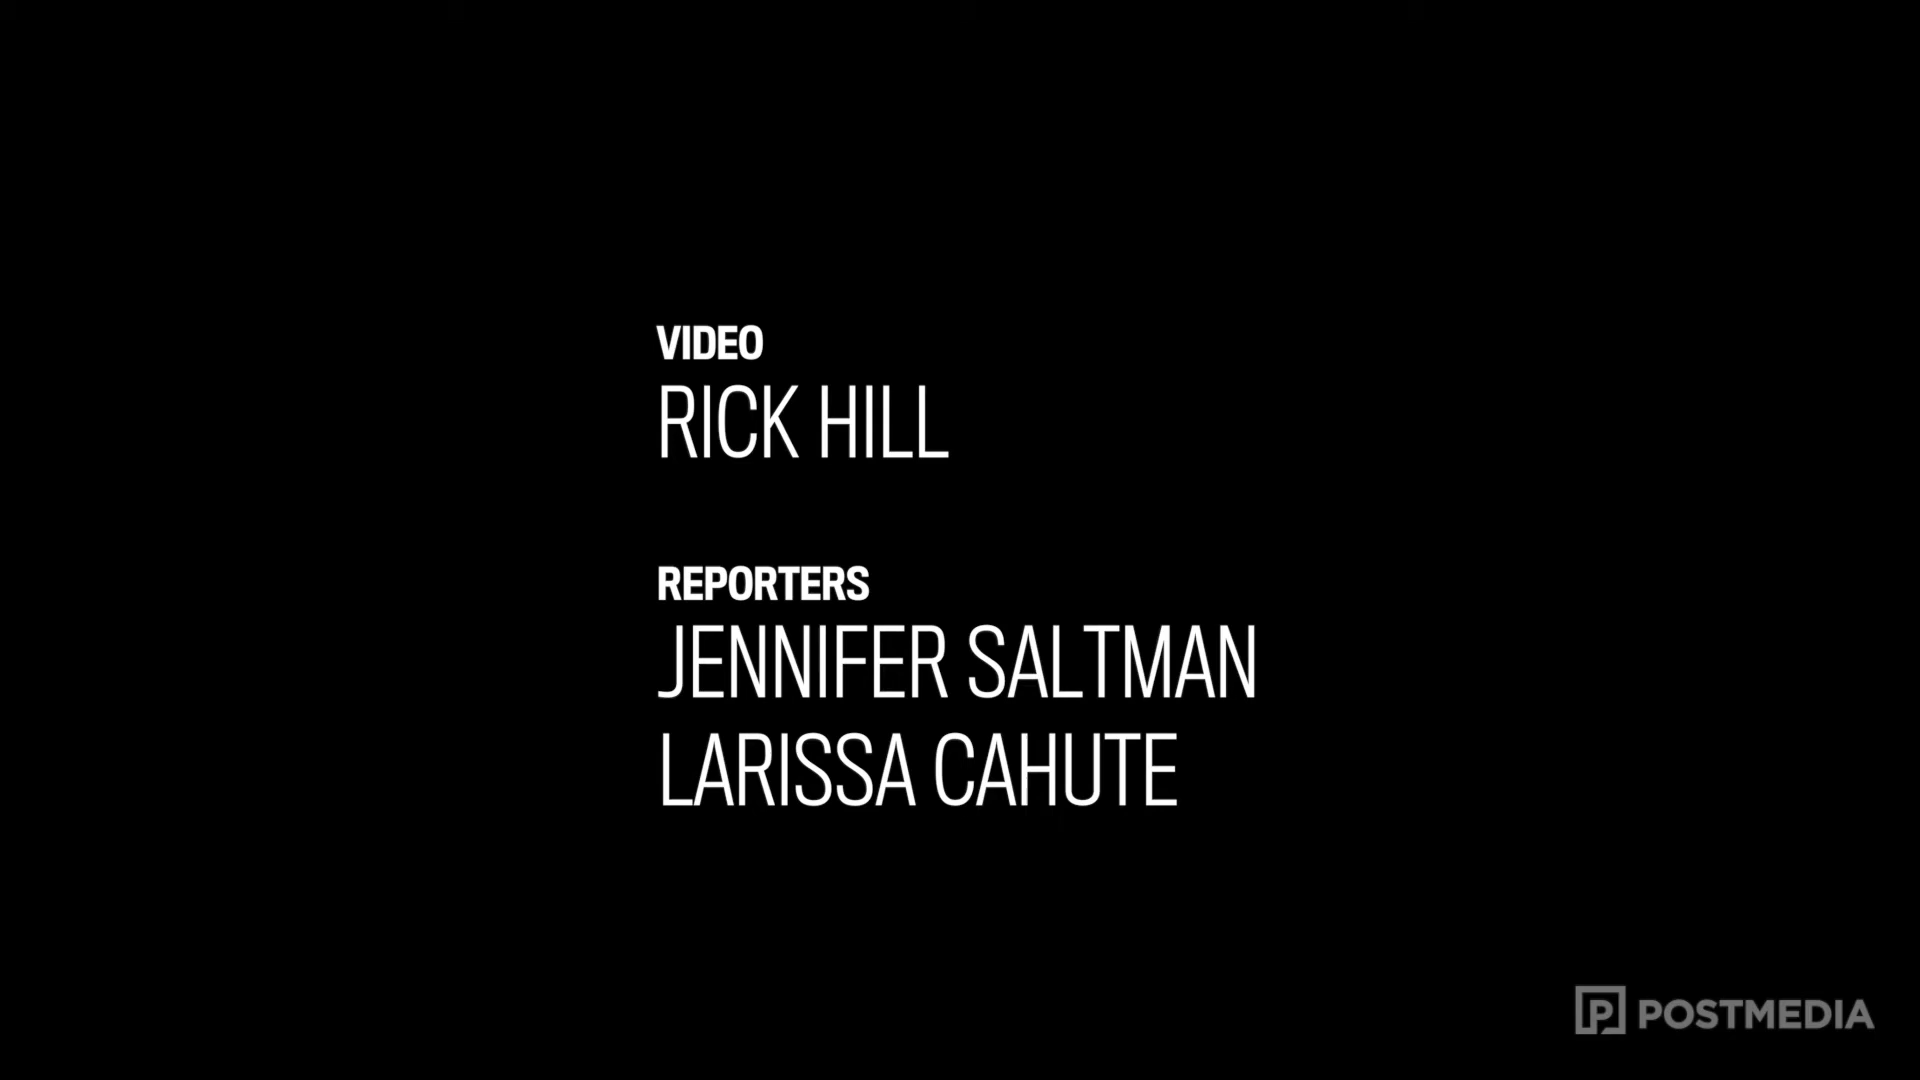 VIDEO
RICK HILL
REPORTERS
JENNIFER SALTMAN
LARISSA CAHUTE
P POSTMEDIA